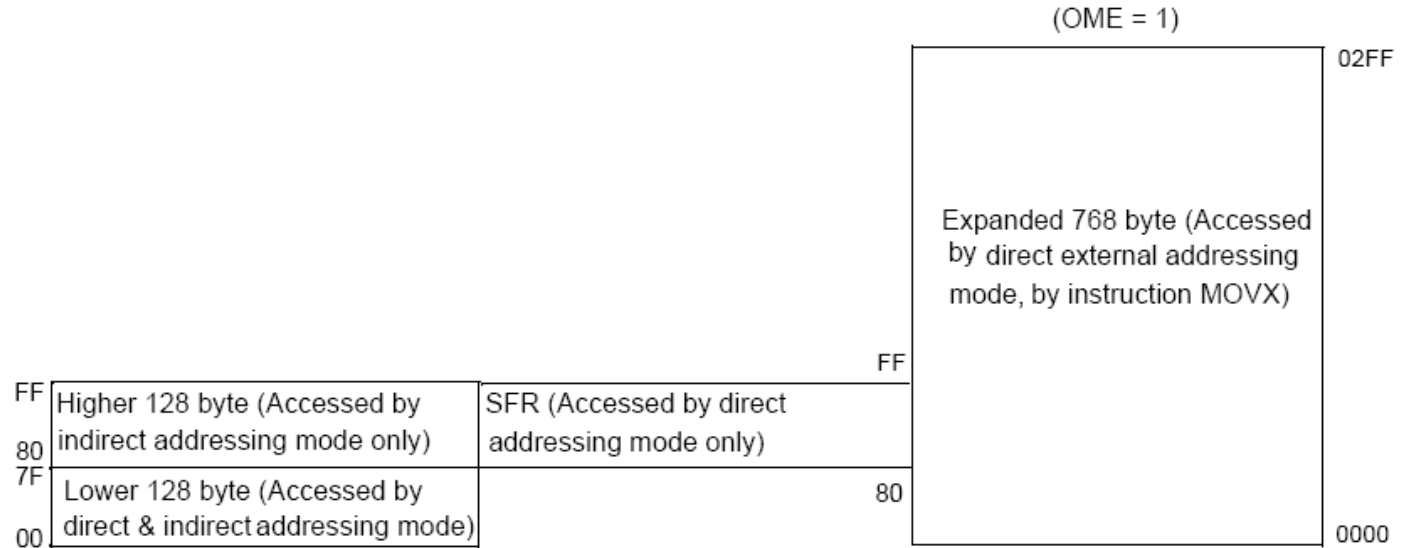 (OME = 1)
02FF
Expanded 768 byte (Accessed
by direct external addressing
mode, by instruction MOVX)
FF
FF
Higher 128 byte (Accessed by
indirect addressing mode only)
80
SFR (Accessed by direct
addressing mode only)
7F
Lower 128 byte (Accessed by
direct & indirect addressing mode)
00
80
0000